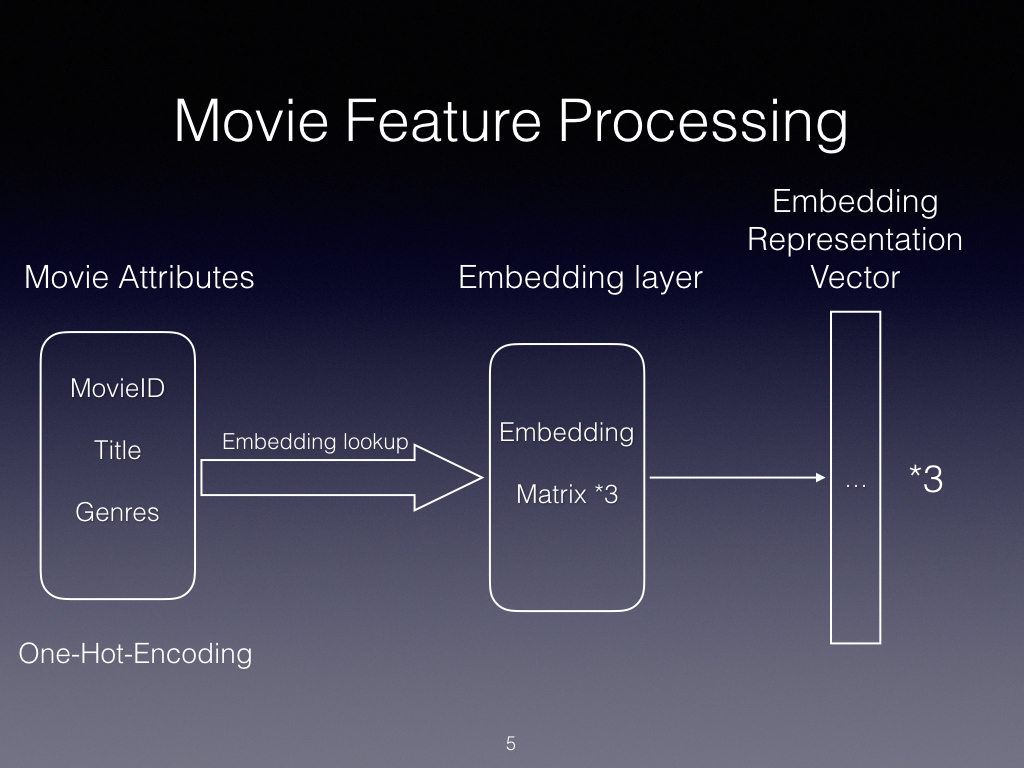 Movie Feature Processing
Movie Attributes
MovieID
Title
Genres
One-Hot-Encoding
Embedding lookup
Embedding layer
Embedding
Matrix *3
Embedding
Representation
Vector
...
*3
5